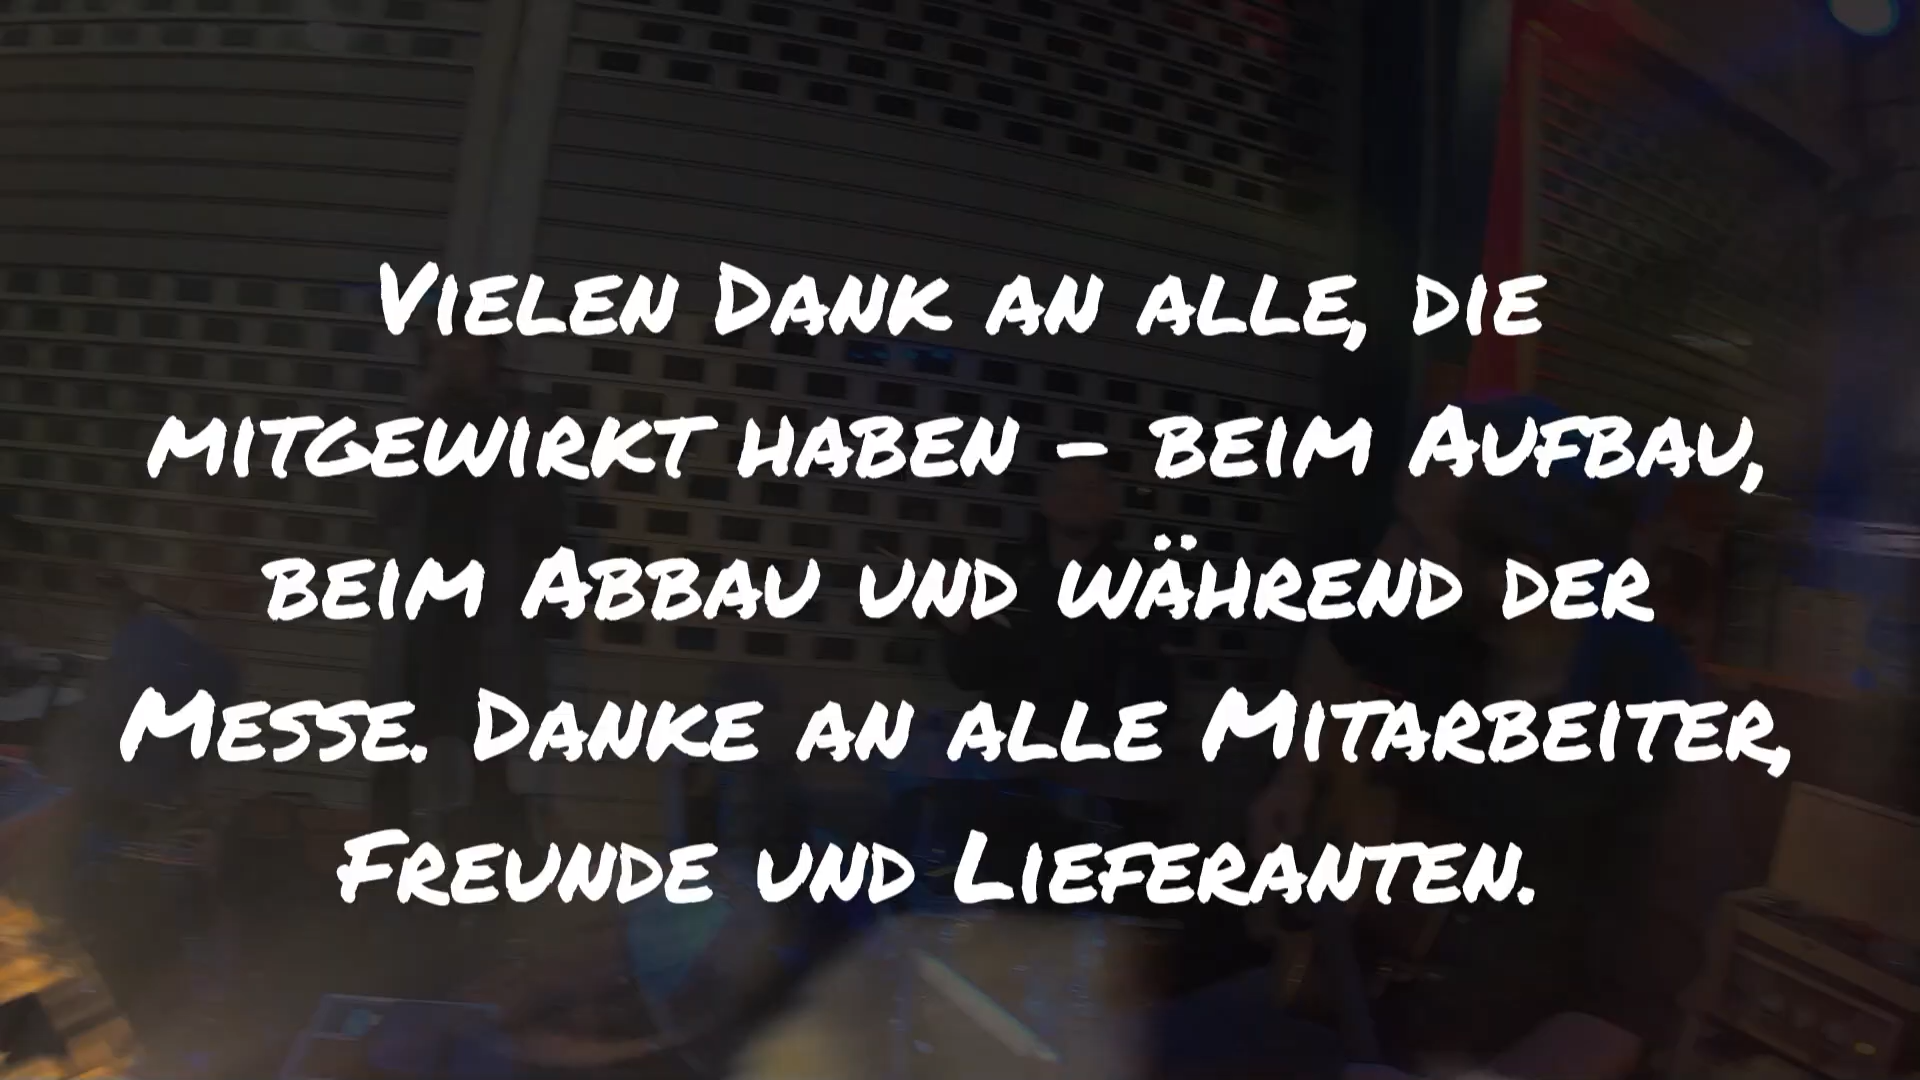 Vielen Dank an alle, die
mitgewirkt haben - beim Aufbau,
beim Abbau und während der
Messe. Danke an alle Mitarbeiter,
Freunde und Lieferanten.